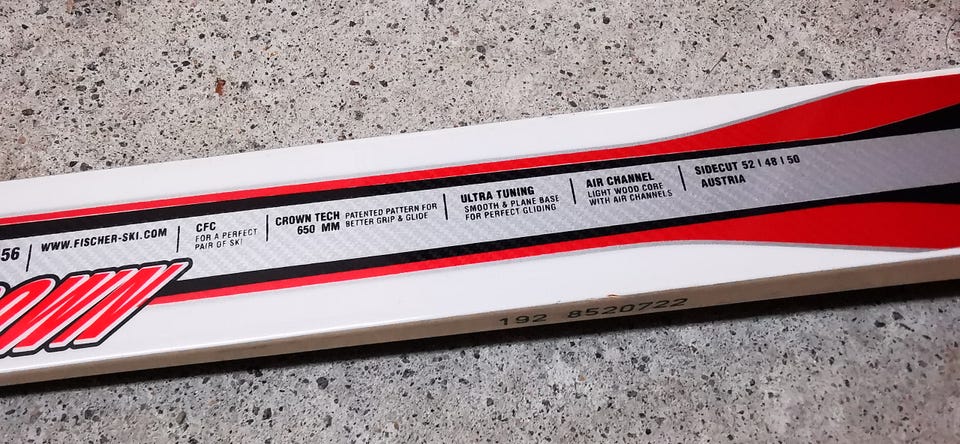 56
WWW.FISCHER-SKI.COM
CFC
FOR A PERFECT
PAIR OF SKI
CROWN TECH
650 MM
PATENTED PATTERN FOR
BETTER GRIP & GLIDE
ULTRA TUNING
SMOOTH & PLANE BASE
FOR PERFECT GLIDING
AIR CHANNEL
LIGHT WOOD CORE
WITH AIR CHANNELS
SIDECUT 52 | 48 | 50
AUSTRIA
OWN
192 8520722